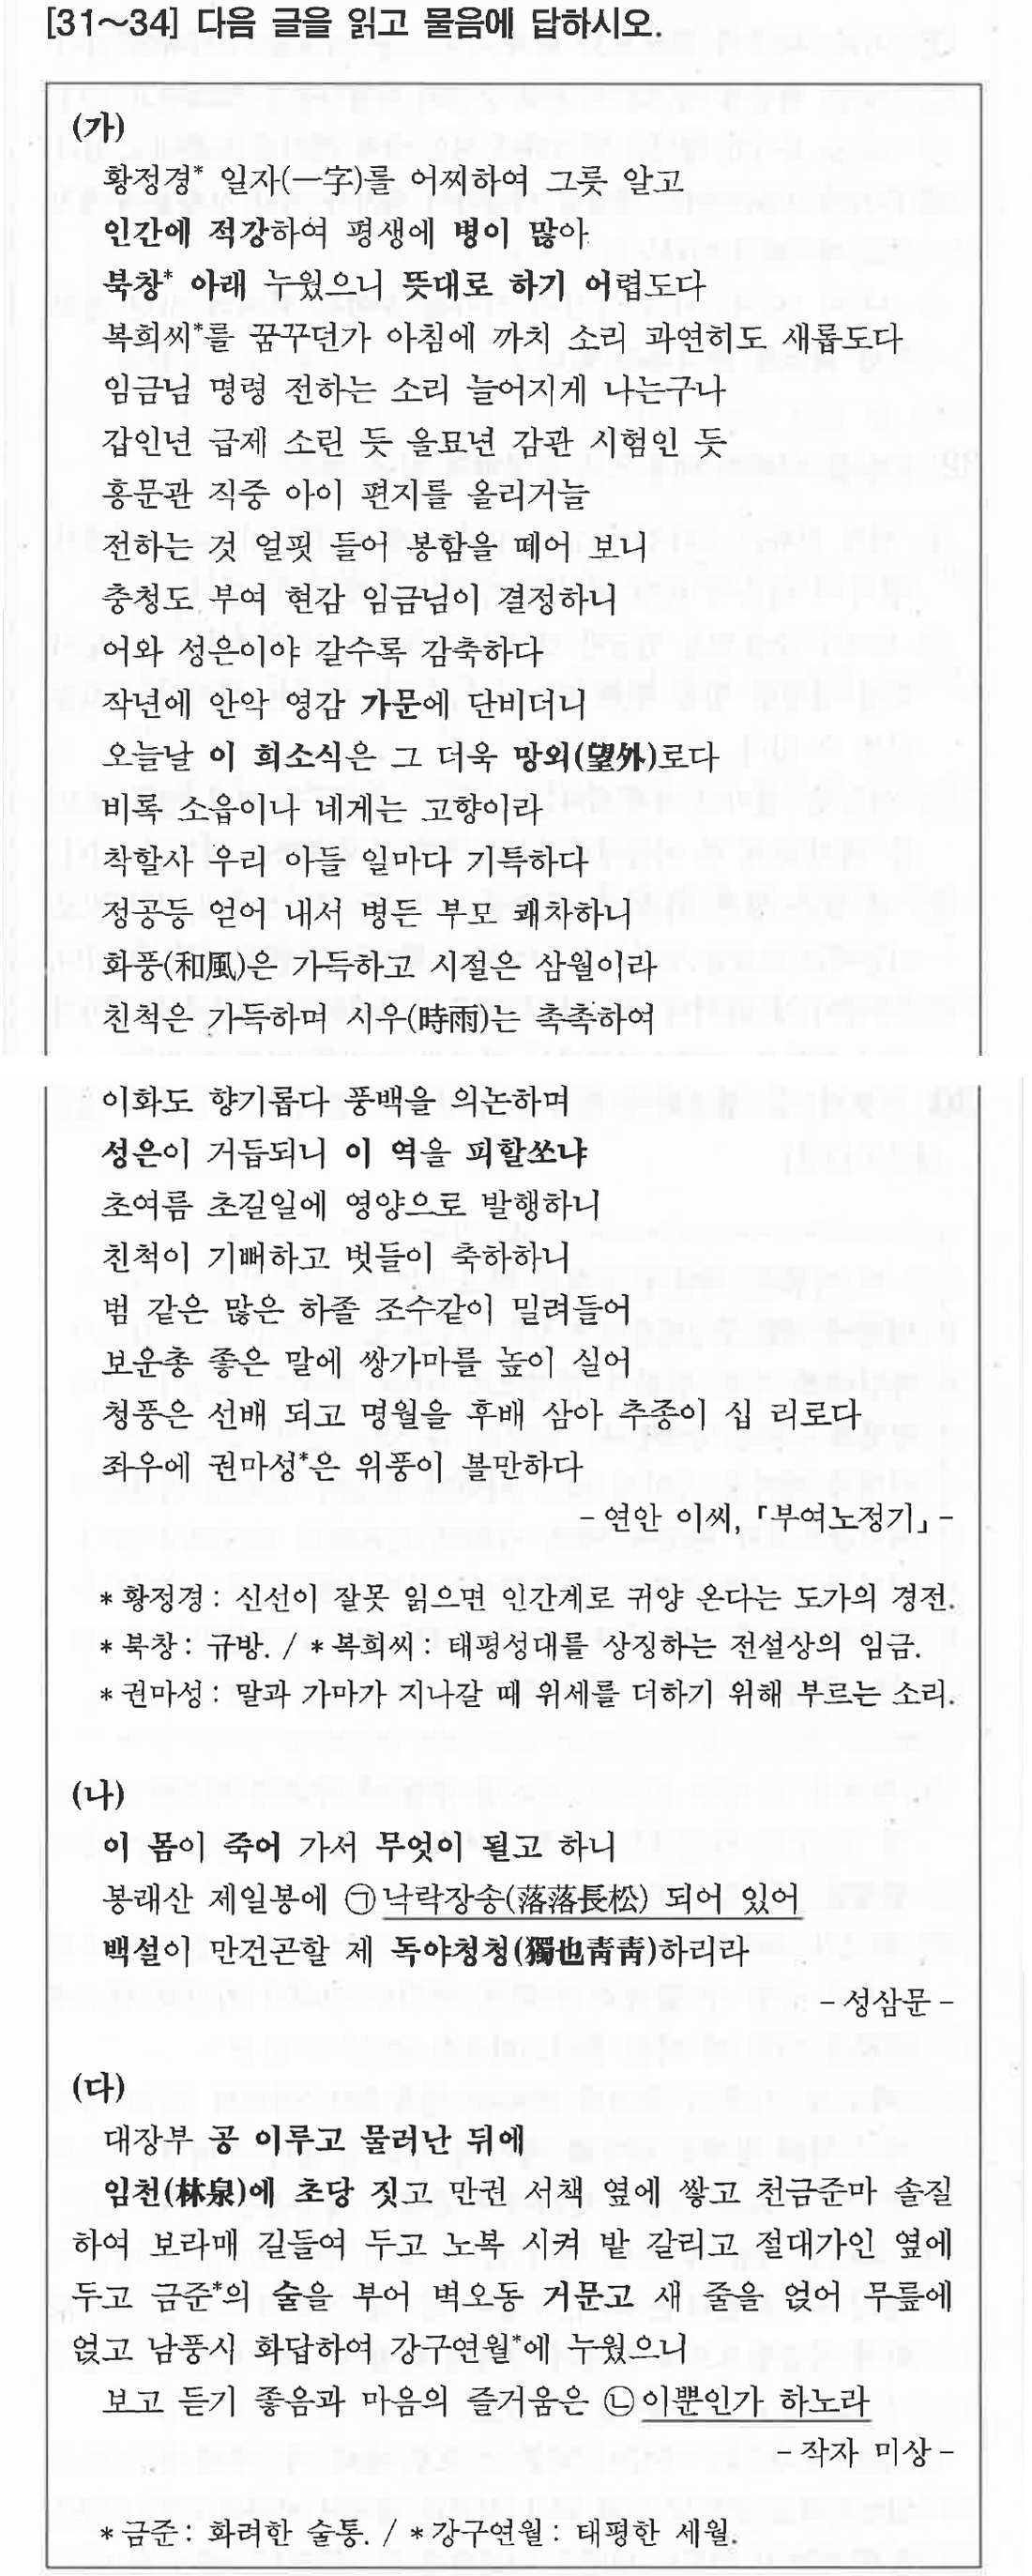 [31～34] 다음 글을 읽고 물음에 답하시오.
(가)
황정경* 일자(一字)를 어찌하여 그릇 알고
인간에 적강하여 평생에 병이 많아
북창* 아래 누웠으니 뜻대로 하기 어렵도다
복희씨*를 꿈꾸던가 아침에 까치 소리 과연히도 새롭도다
임금님 명령 전하는 소리 늘어지게 나는구나
갑인년 급제 소린 듯 을묘년 감관 시험인 듯
홍문관 직중 아이 편지를 올리거늘
전하는 것 얼핏 들어 봉함을 떼어 보니
충청도 부여 현감 임금님이 결정하니
어와 성은이야 갈수록 감축하다
작년에 안악 영감 가문에 단비더니
오늘날 이 희소식은 그 더욱 망외(望外)로다
비록 소읍이나 네게는 고향이라
착할사 우리 아들 일마다 기특하다
정공등 얻어 내서 병든 부모 쾌차하니
화풍(和風)은 가득하고 시절은 삼월이라
친척은 가득하며 시우(時雨)는 촉촉하여
이화도 향기롭다 풍백을 의논하며
성은이 거듭되니 이 역을 피할쏘냐
초여름 초길일에 영양으로 발행하니
친척이 기뻐하고 벗들이 축하하니
범 같은 많은 하졸 조수같이 밀려들어
보운총 좋은 말에 쌍가마를 높이 실어
청풍은 선배 되고 명월을 후배 삼아 추종이 십 리로다
좌우에 권마성*은 위풍이 볼만하다
- 연안 이씨, 「부여노정기」 -
* 황정경 : 신선이 잘못 읽으면 인간계로 귀양 온다는 도가의 경전.
* 북창 : 규방. / * 복희씨 : 태평성대를 상징하는 전설상의 임금.
* 권마성 : 말과 가마가 지나갈 때 위세를 더하기 위해 부르는 소리.
(나)
이 몸이 죽어 가서 무엇이 될고 하니
봉래산 제일봉에 ㉠낙락장송(落落長松) 되어 있어
백설이 만건곤할 제 독야청청(獨也靑靑)하리라
- 성삼문 -
(다)
대장부 공 이루고 물러난 뒤에
임천(林泉)에 초당 짓고 만권 서책 옆에 쌓고 천금준마 솔질
하여 보라매 길들여 두고 노복 시켜 밭 갈리고 절대가인 옆에
두고 금준*의 술을 부어 벽오동 거문고 새 줄을 얹어 무릎에
얹고 남풍시 화답하여 강구연월*에 누웠으니
보고 듣기 좋음과 마음의 즐거움은 ㉡이뿐인가 하노라
- 작자 미상 -
* 금준 : 화려한 술통. / * 강구연월 : 태평한 세월.